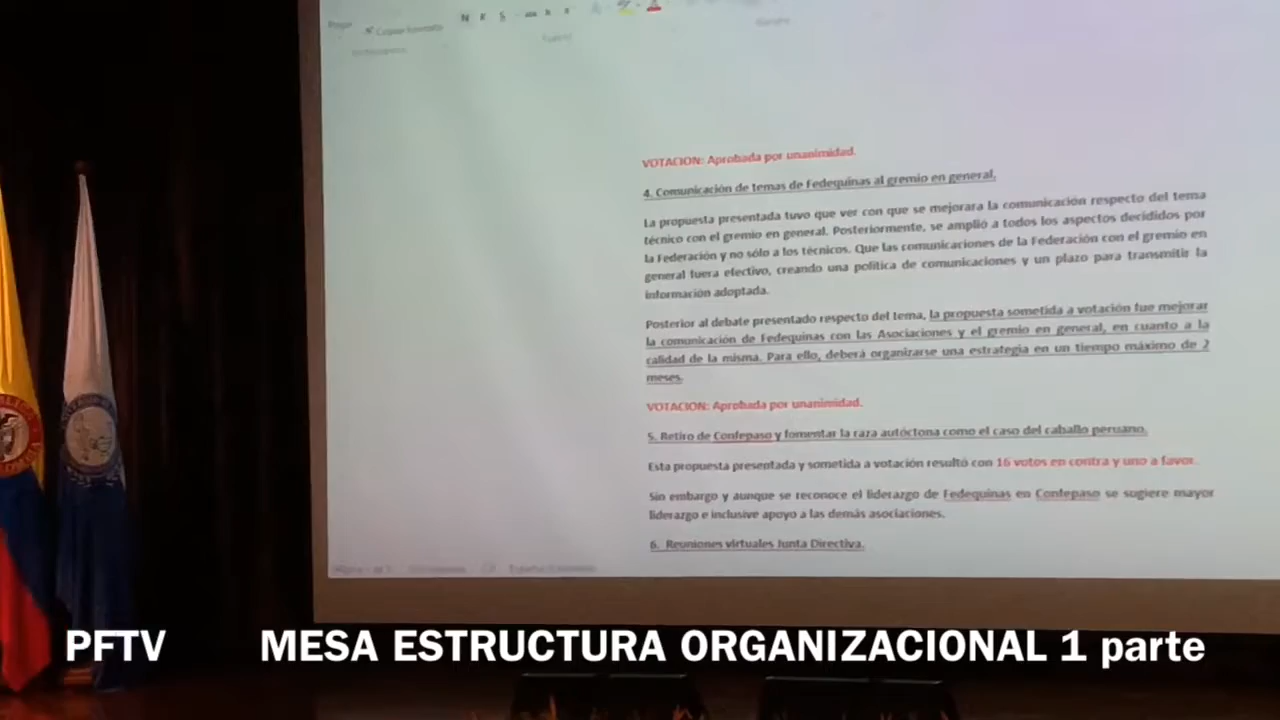 N K S abc
Copiar formato
VOTACION: Aprobada por unanimidad.
4. Comunicación de temas de Fedequinas al gremio en general.
La propuesta presentada tuvo que ver con que se mejorara la comunicación respecto del tema
técnico con el gremio en general. Posteriormente, se amplió a todos los aspectos decididos por
la Federación y no sólo a los técnicos. Que las comunicaciones de la Federación con el gremio en
general fuera efectivo, creando una política de comunicaciones y un plazo para transmitir la
información adoptada.
Posterior al debate presentado respecto del tema, la propuesta sometida a votación fue mejorar
la comunicación de Fedequinas con las Asociaciones y el gremio en general, en cuanto a la
calidad de la misma. Para ello, deberá organizarse una estrategia en un tiempo máximo de 2
meses.
VOTACION: Aprobada por unanimidad.
5. Retiro de Confepaso y fomentar la raza autóctona como el caso del caballo peruano.
Esta propuesta presentada y sometida a votación resultó con 16 votos en contra y uno a favor.
Sin embargo y aunque se reconoce el liderazgo de Fedequinas en Confepaso se sugiere mayor
liderazgo e inclusive apoyo a las demás asociaciones.
6. Reuniones virtuales Junta Directiva.
PFTV MESA ESTRUCTURA ORGANIZACIONAL 1 parte